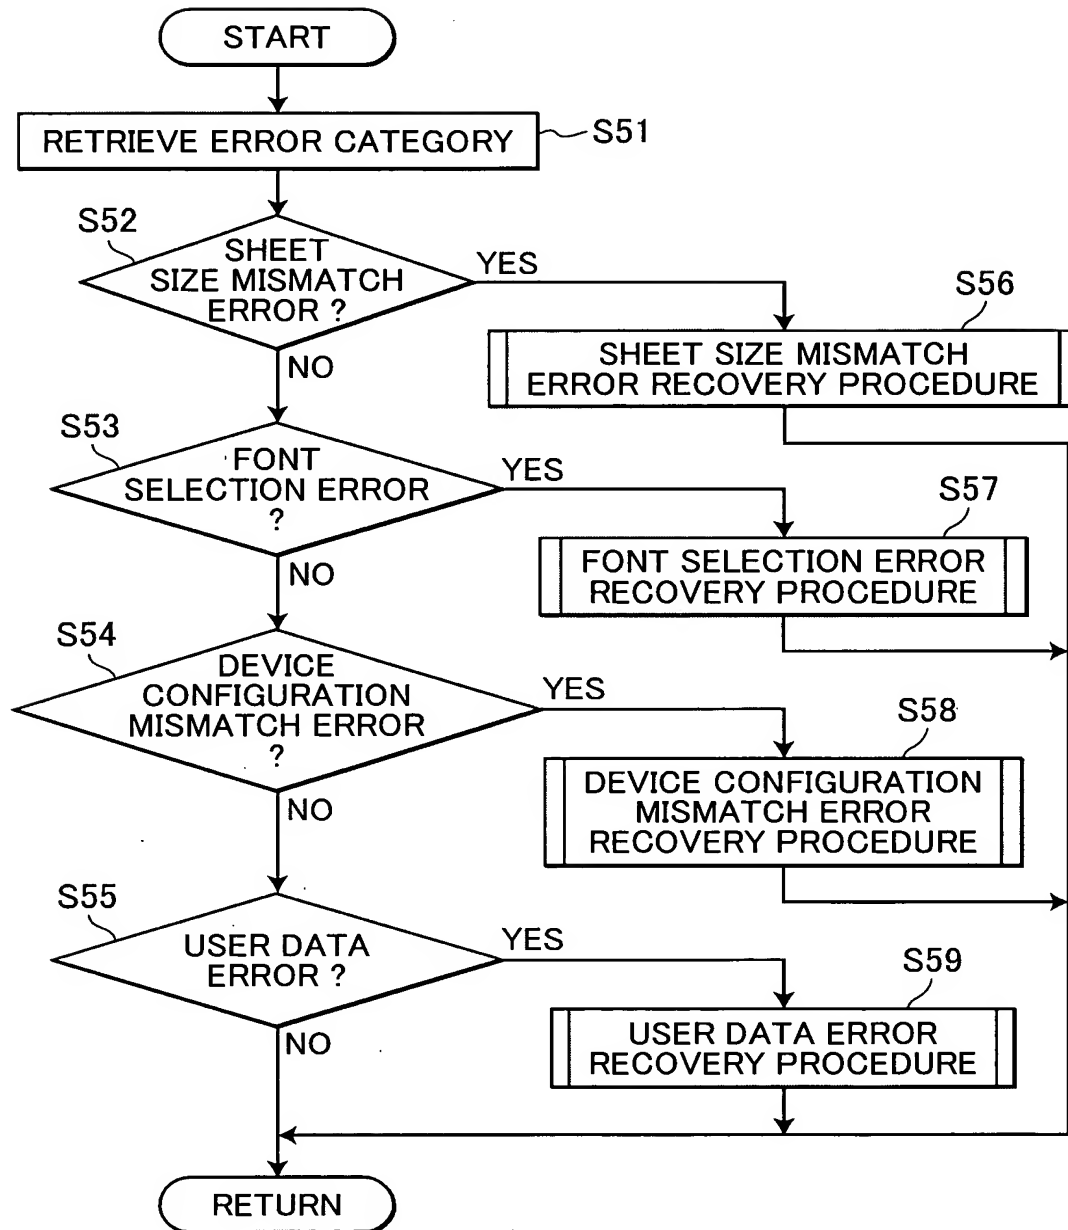 START
RETRIEVE ERROR CATEGORY
S51
S52
SHEET
SIZE MISMATCH
ERROR ?
YES
NO
S56
SHEET SIZE MISMATCH
ERROR RECOVERY PROCEDURE
S53
FONT
SELECTION ERROR
?
YES
NO
S57
FONT SELECTION ERROR
RECOVERY PROCEDURE
S54
DEVICE
CONFIGURATION
MISMATCH ERROR
?
YES
NO
S58
DEVICE CONFIGURATION
MISMATCH ERROR
RECOVERY PROCEDURE
S55
USER DATA
ERROR ?
YES
NO
S59
USER DATA ERROR
RECOVERY PROCEDURE
RETURN